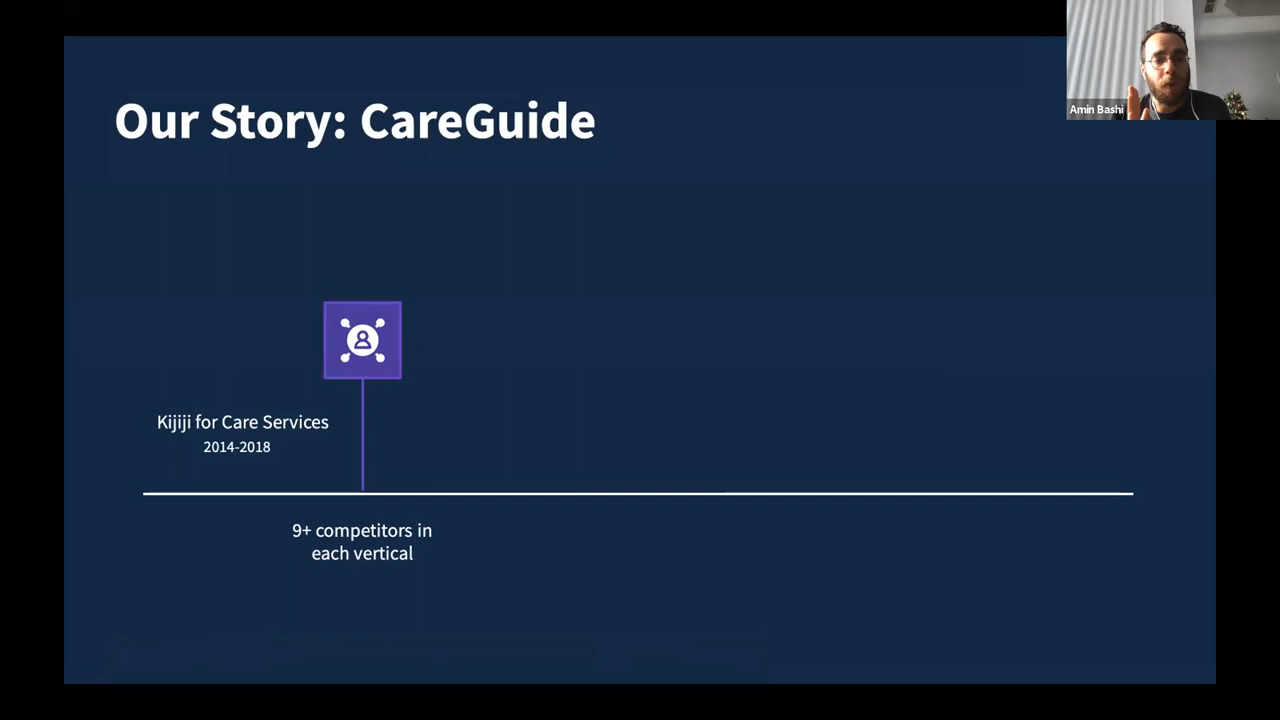 Our Story: CareGuide
Amin Bashi
Kijiji for Care Services
2014-2018
9+ competitors in
each vertical